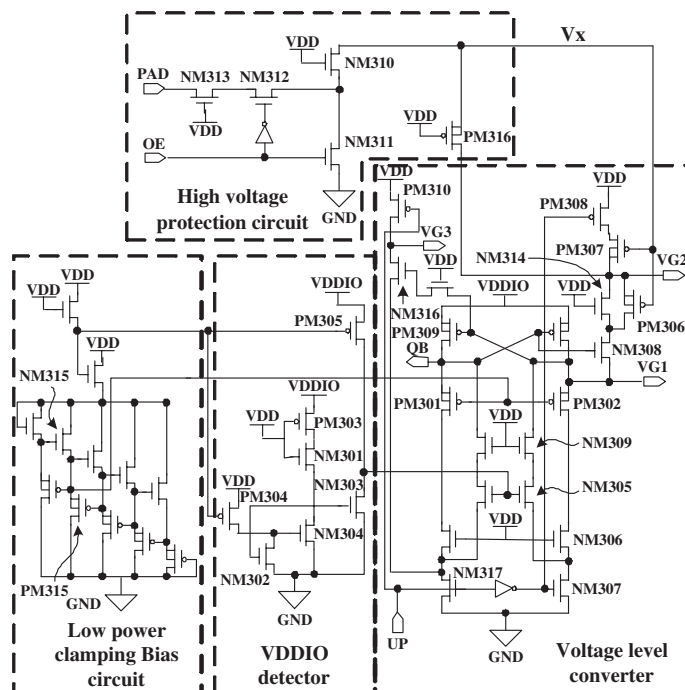 VDD
Vx
NM310
NM313
NM312
PAD
VDD
VDD
PM316
OE
NM311
High voltage
protection circuit
GND
VDD
PM310
VDD
PM308
VG3
PM307
NM314
VG2
VDD
VDD
VDDIO
VDD
VDDIO
VDD
NM316
PM306
PM305
PM309
VDD
NM308
QB
NM315
VDDIO
VG1
PM301
PM302
PM303
VDD
VDD
NM301
NM309
VDD
NM303
PM304
NM305
VDD
NM304
NM306
PM315
NM302
NM317
NM307
GND
GND
UP
GND
Low power
clamping Bias
circuit
VDDIO
detector
Voltage level
converter